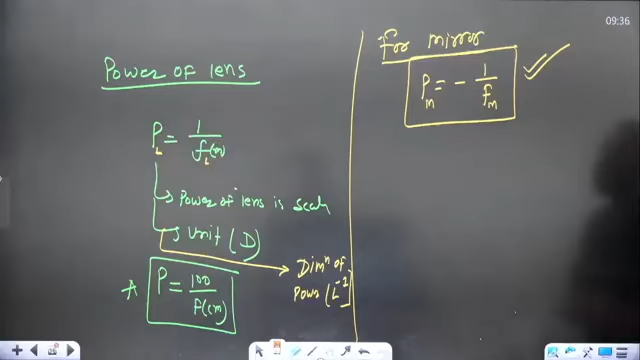 09:36
Power of lens
P_L = 1 / f_L(m)
→ Power of lens is scalr
→ Unit (D)
→ Dimⁿ of Power [L⁻¹]
P = 100 / f(cm)
for mirror
P_m = - 1 / f_m